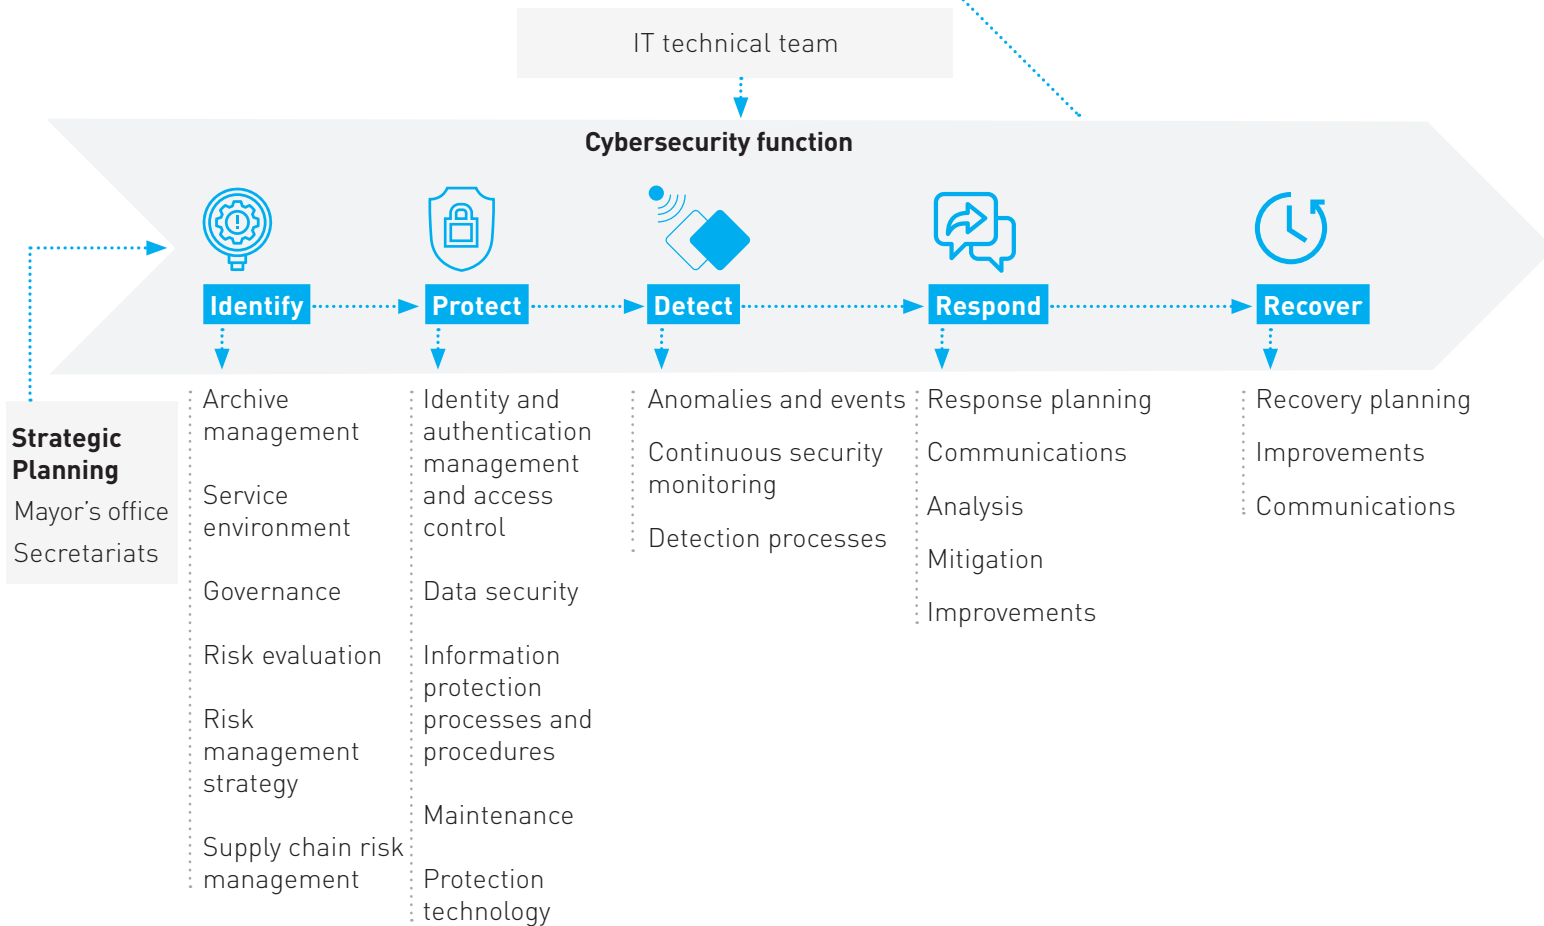 IT technical team
Cybersecurity function
Identify
Protect
Detect
Respond
Recover
Strategic
Planning
Mayor’s office
Secretariats
Archive
management
Service
environment
Governance
Risk evaluation
Risk
management
strategy
Supply chain risk
management
Identity and
authentication
management
and access
control
Data security
Information
protection
processes and
procedures
Maintenance
Protection
technology
Anomalies and events
Continuous security
monitoring
Detection processes
Response planning
Communications
Analysis
Mitigation
Improvements
Recovery planning
Improvements
Communications